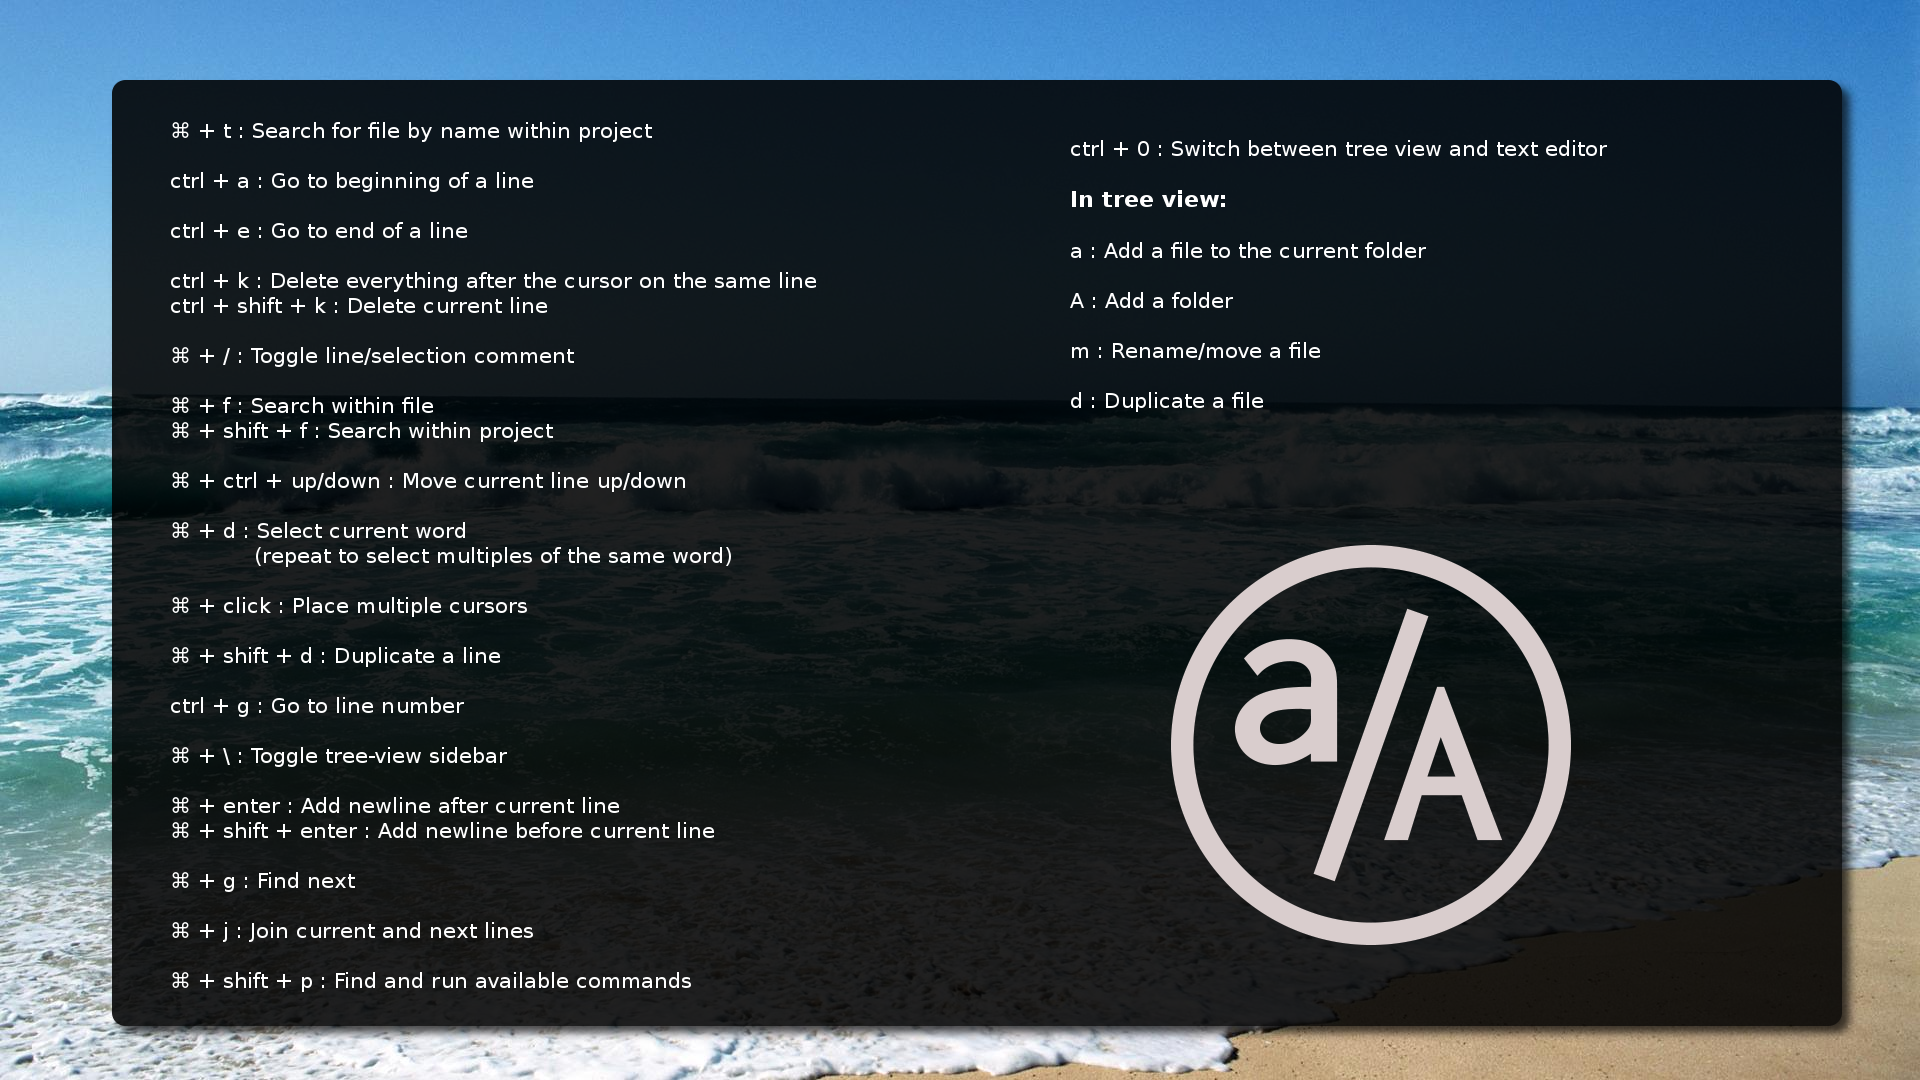 ⌘ + t : Search for file by name within project
ctrl + a : Go to beginning of a line
ctrl + e : Go to end of a line
ctrl + k : Delete everything after the cursor on the same line
ctrl + shift + k : Delete current line
⌘ + / : Toggle line/selection comment
⌘ + f : Search within file
⌘ + shift + f : Search within project
⌘ + ctrl + up/down : Move current line up/down
⌘ + d : Select current word
(repeat to select multiples of the same word)
⌘ + click : Place multiple cursors
⌘ + shift + d : Duplicate a line
ctrl + g : Go to line number
⌘ + \ : Toggle tree-view sidebar
⌘ + enter : Add newline after current line
⌘ + shift + enter : Add newline before current line
⌘ + g : Find next
⌘ + j : Join current and next lines
⌘ + shift + p : Find and run available commands
ctrl + 0 : Switch between tree view and text editor
In tree view:
a : Add a file to the current folder
A : Add a folder
m : Rename/move a file
d : Duplicate a file
a/A